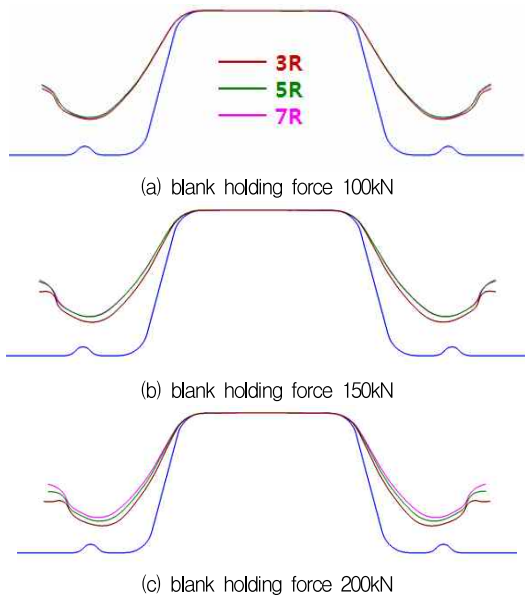 3R
5R
7R
(a) blank holding force 100kN
(b) blank holding force 150kN
(c) blank holding force 200kN